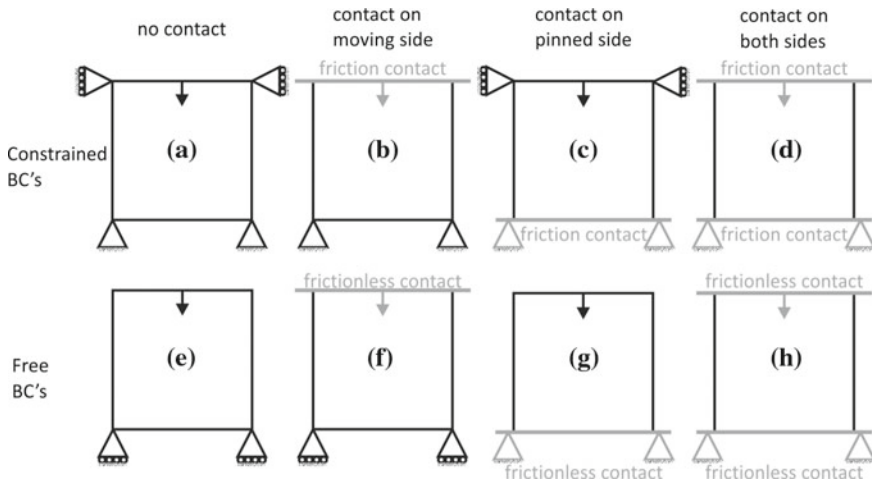 no contact
contact on
moving side
contact on
pinned side
contact on
both sides
friction contact
friction contact
Constrained
BC's
(a)
(b)
(c)
(d)
friction contact
friction contact
frictionless contact
frictionless contact
Free
BC's
(e)
(f)
(g)
(h)
frictionless contact
frictionless contact